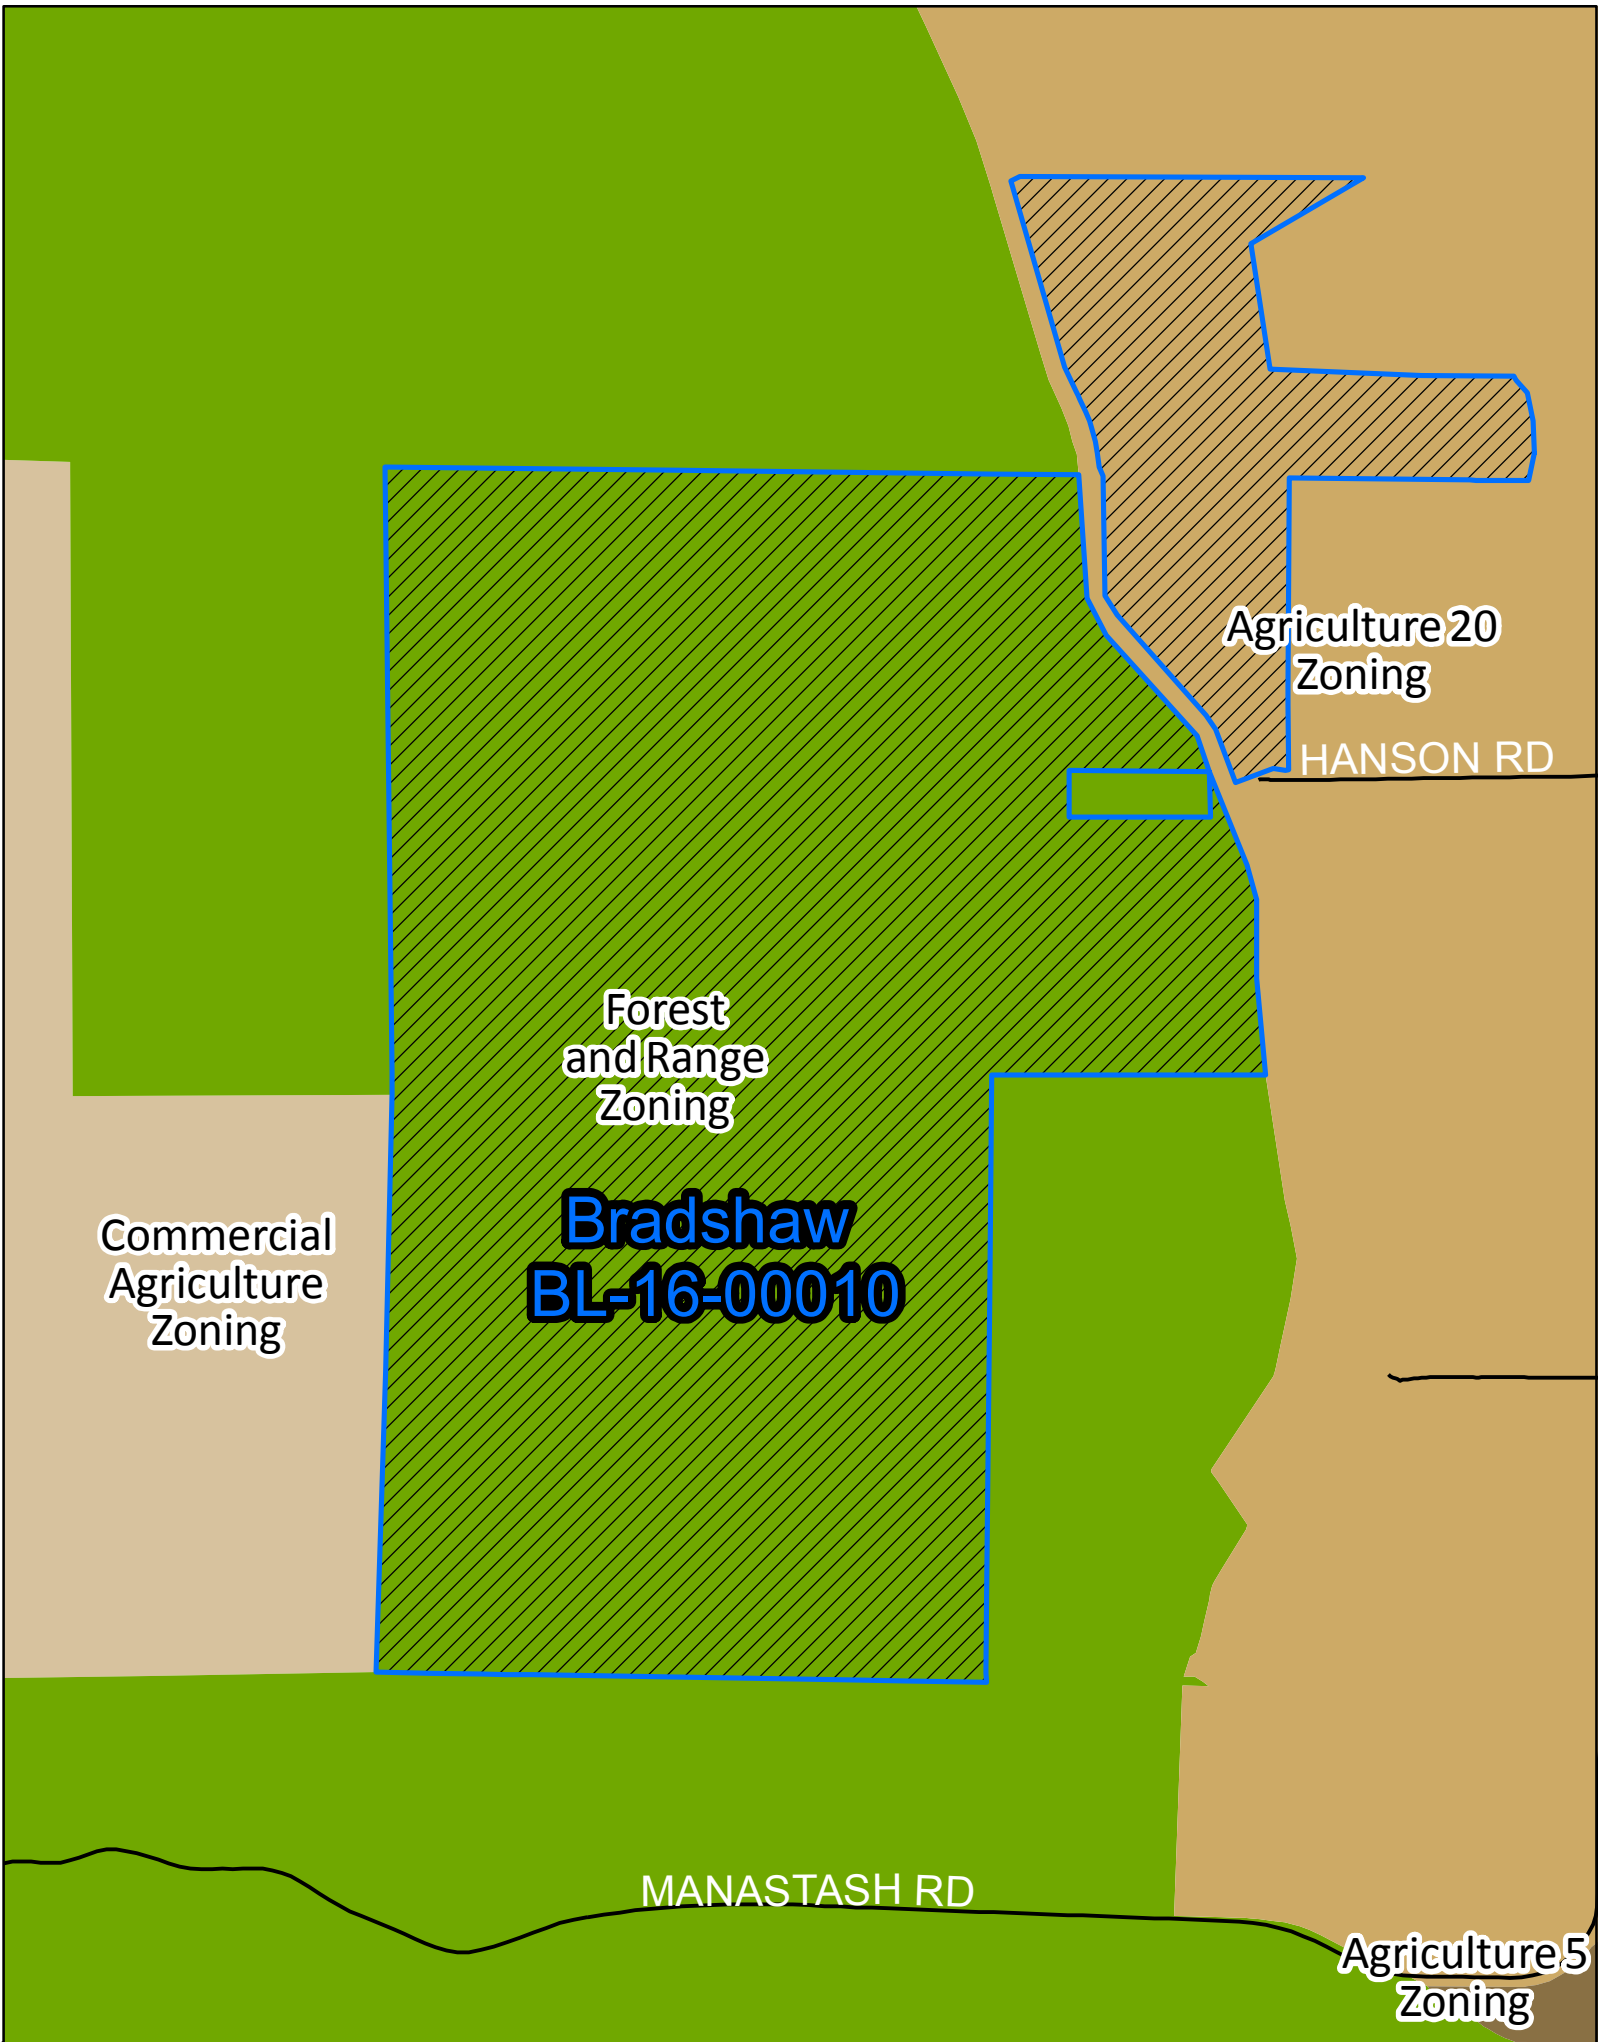 Agriculture 20
Zoning
HANSON RD
Forest
and Range
Zoning
Bradshaw
BL-16-00010
Commercial
Agriculture
Zoning
MANASTASH RD
Agriculture 5
Zoning